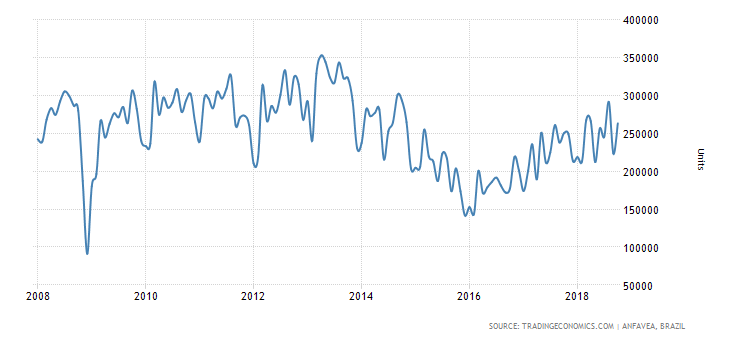 400000
350000
300000
250000
200000
150000
100000
50000
Units
2008 2010 2012 2014 2016 2018
SOURCE: TRADINGECONOMICS.COM | ANFAVEA, BRAZIL